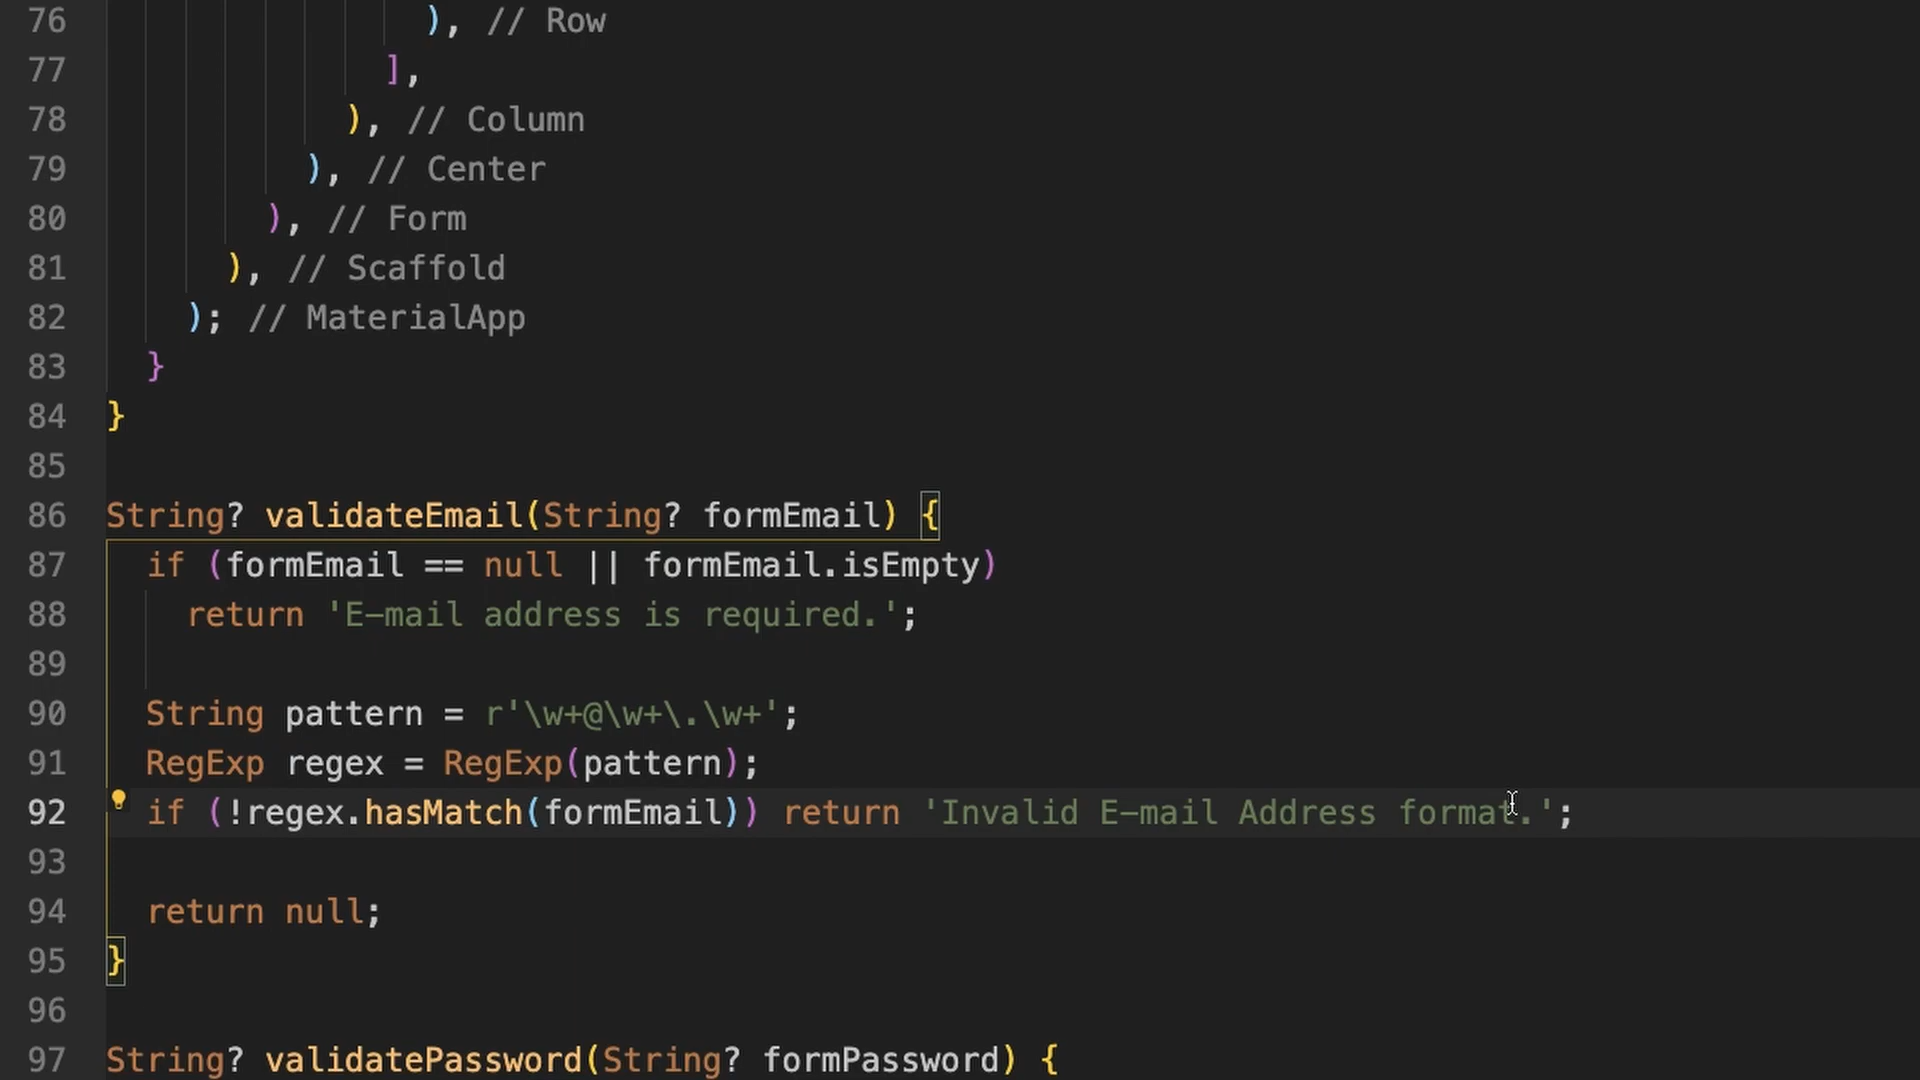 76 ), // Row
77 ],
78 ), // Column
79 ), // Center
80 ), // Form
81 ), // Scaffold
82 ); // MaterialApp
83 }
84 }
85
86 String? validateEmail(String? formEmail) {
87 if (formEmail == null || formEmail.isEmpty)
88 return 'E-mail address is required.';
89
90 String pattern = r'\w+@\w+\.\w+';
91 RegExp regex = RegExp(pattern);
92 if (!regex.hasMatch(formEmail)) return 'Invalid E-mail Address format.';
93
94 return null;
95 }
96
97 String? validatePassword(String? formPassword) {